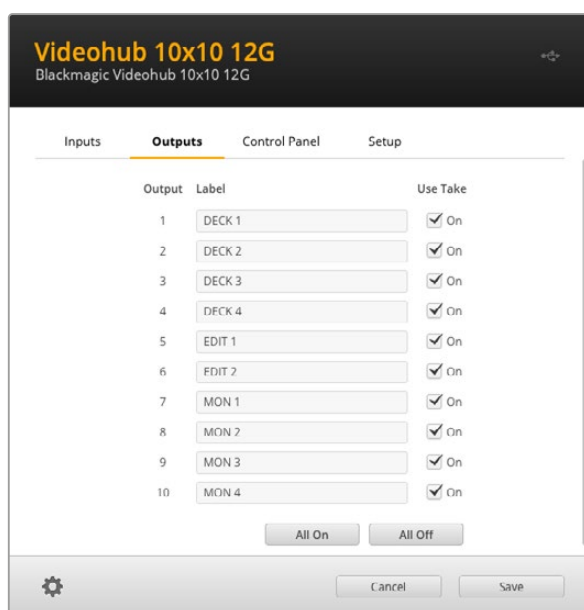 Videohub 10x10 12G
Blackmagic Videohub 10x10 12G
Inputs Outputs Control Panel Setup
Output Label Use Take
1 DECK 1 On
2 DECK 2 On
3 DECK 3 On
4 DECK 4 On
5 EDIT 1 On
6 EDIT 2 On
7 MON 1 On
8 MON 2 On
9 MON 3 On
10 MON 4 On
All On All Off
Cancel Save